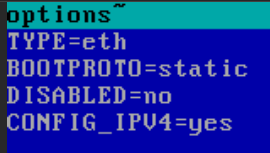 options~
TYPE=eth
BOOTPROTO=static
DISABLED=no
CONFIG_IPV4=yes